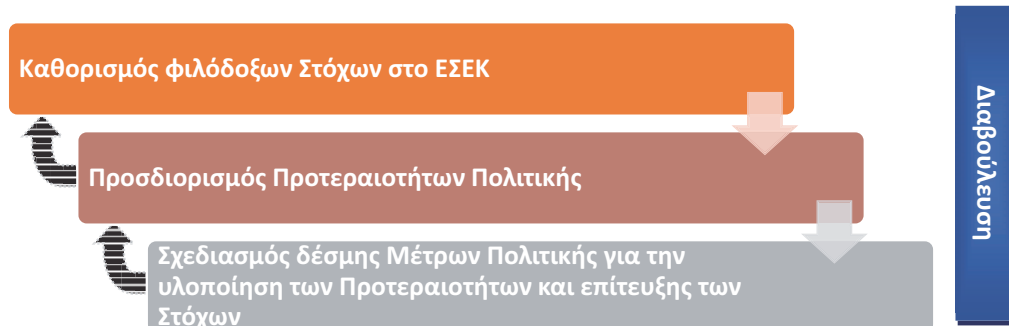 Καθορισμός φιλόδοξων Στόχων στο ΕΣΕΚ
Προσδιορισμός Προτεραιοτήτων Πολιτικής
Σχεδιασμός δέσμης Μέτρων Πολιτικής για την
υλοποίηση των Προτεραιοτήτων και επίτευξης των
Στόχων
Διαβούλευση